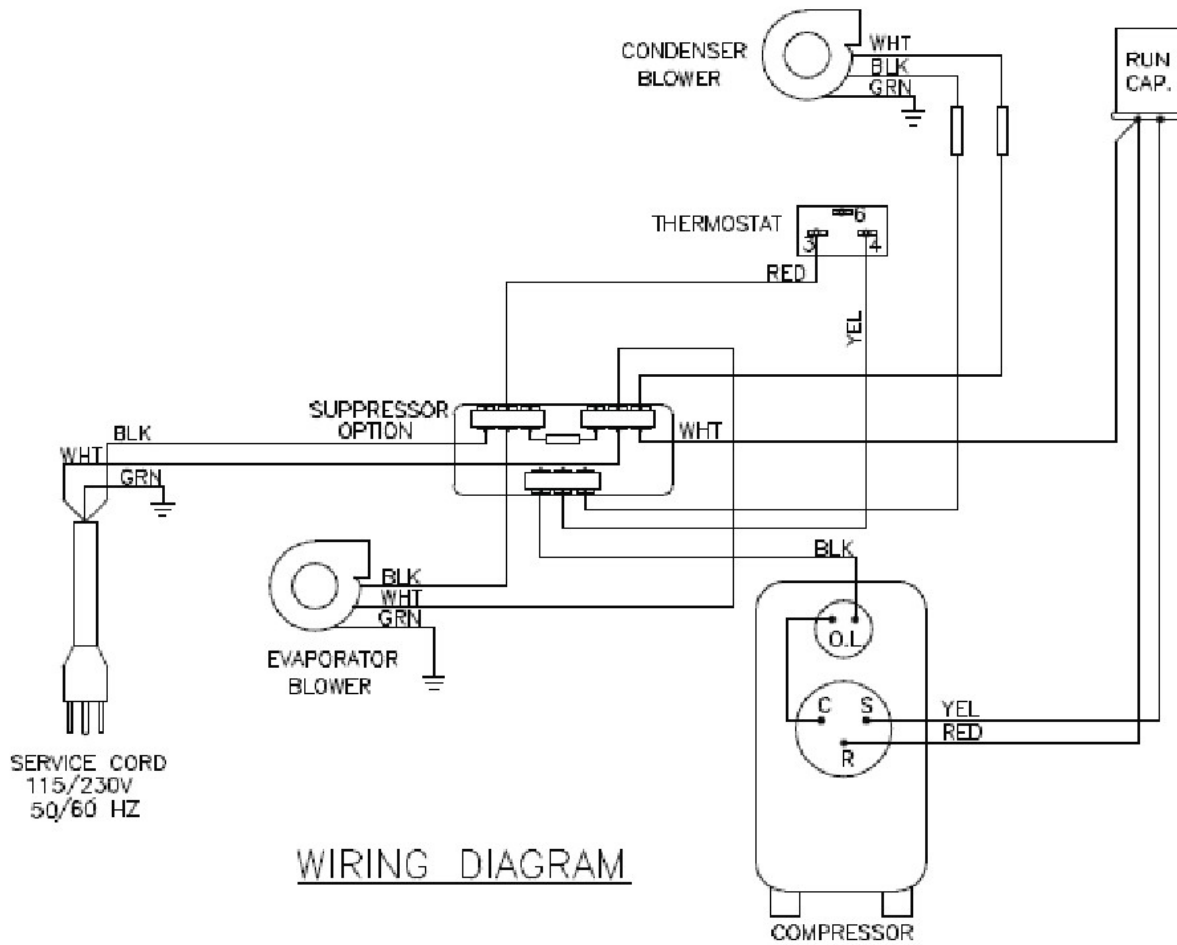 CONDENSER
BLOWER
WHT
BLK
GRN
RUN
CAP.
THERMOSTAT
6
3
4
RED
YEL
SUPPRESSOR
OPTION
BLK
WHT
WHT
GRN
BLK
WHT
GRN
EVAPORATOR
BLOWER
BLK
O.L
C
S
R
YEL
RED
SERVICE CORD
115/230V
50/60 HZ
WIRING DIAGRAM
COMPRESSOR